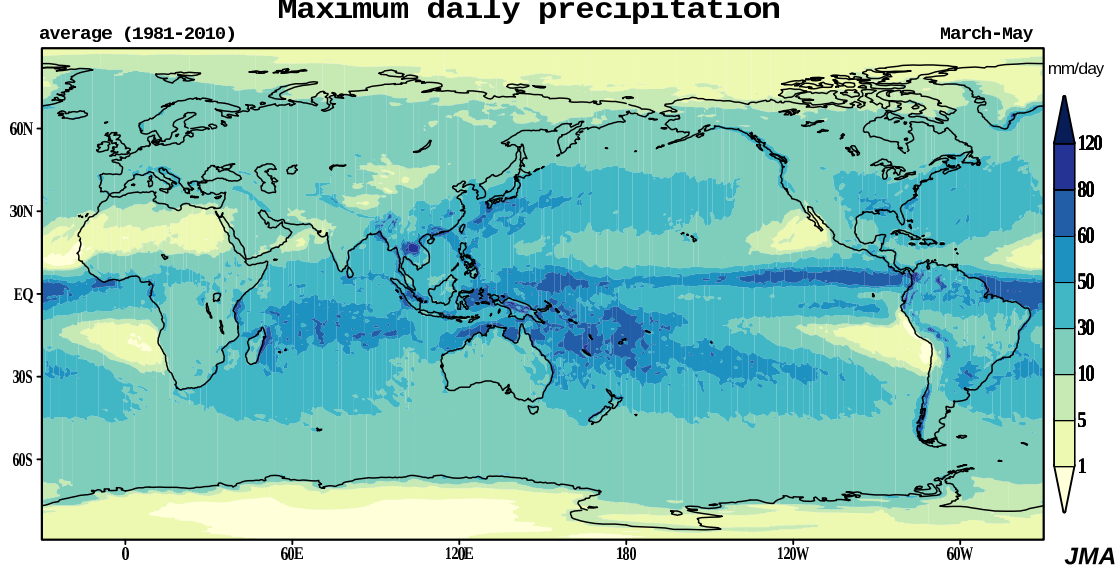 Maximum daily precipitation
average (1981-2010)
March-May
mm/day
120
80
60
50
30
10
5
1
60N
30N
EQ
30S
60S
0
60E
120E
180
120W
60W
JMA